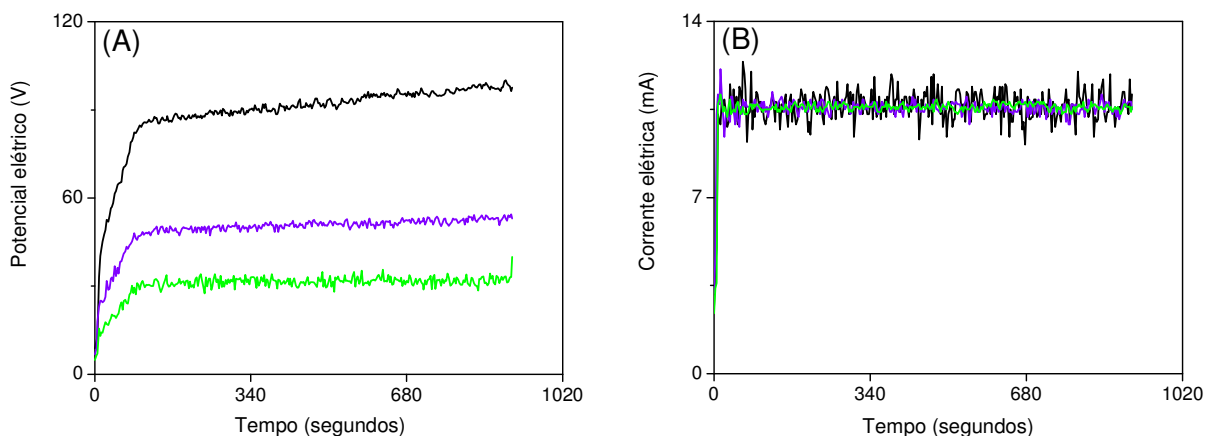 (A)
Potencial elétrico (V)
120
60
0
0 340 680 1020
Tempo (segundos)
(B)
Corrente elétrica (mA)
14
7
0
0 340 680 1020
Tempo (segundos)